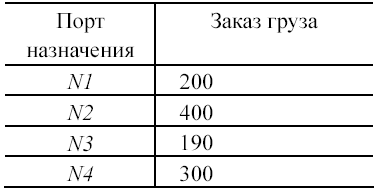 Порт назначения Заказ груза
N1 200
N2 400
N3 190
N4 300